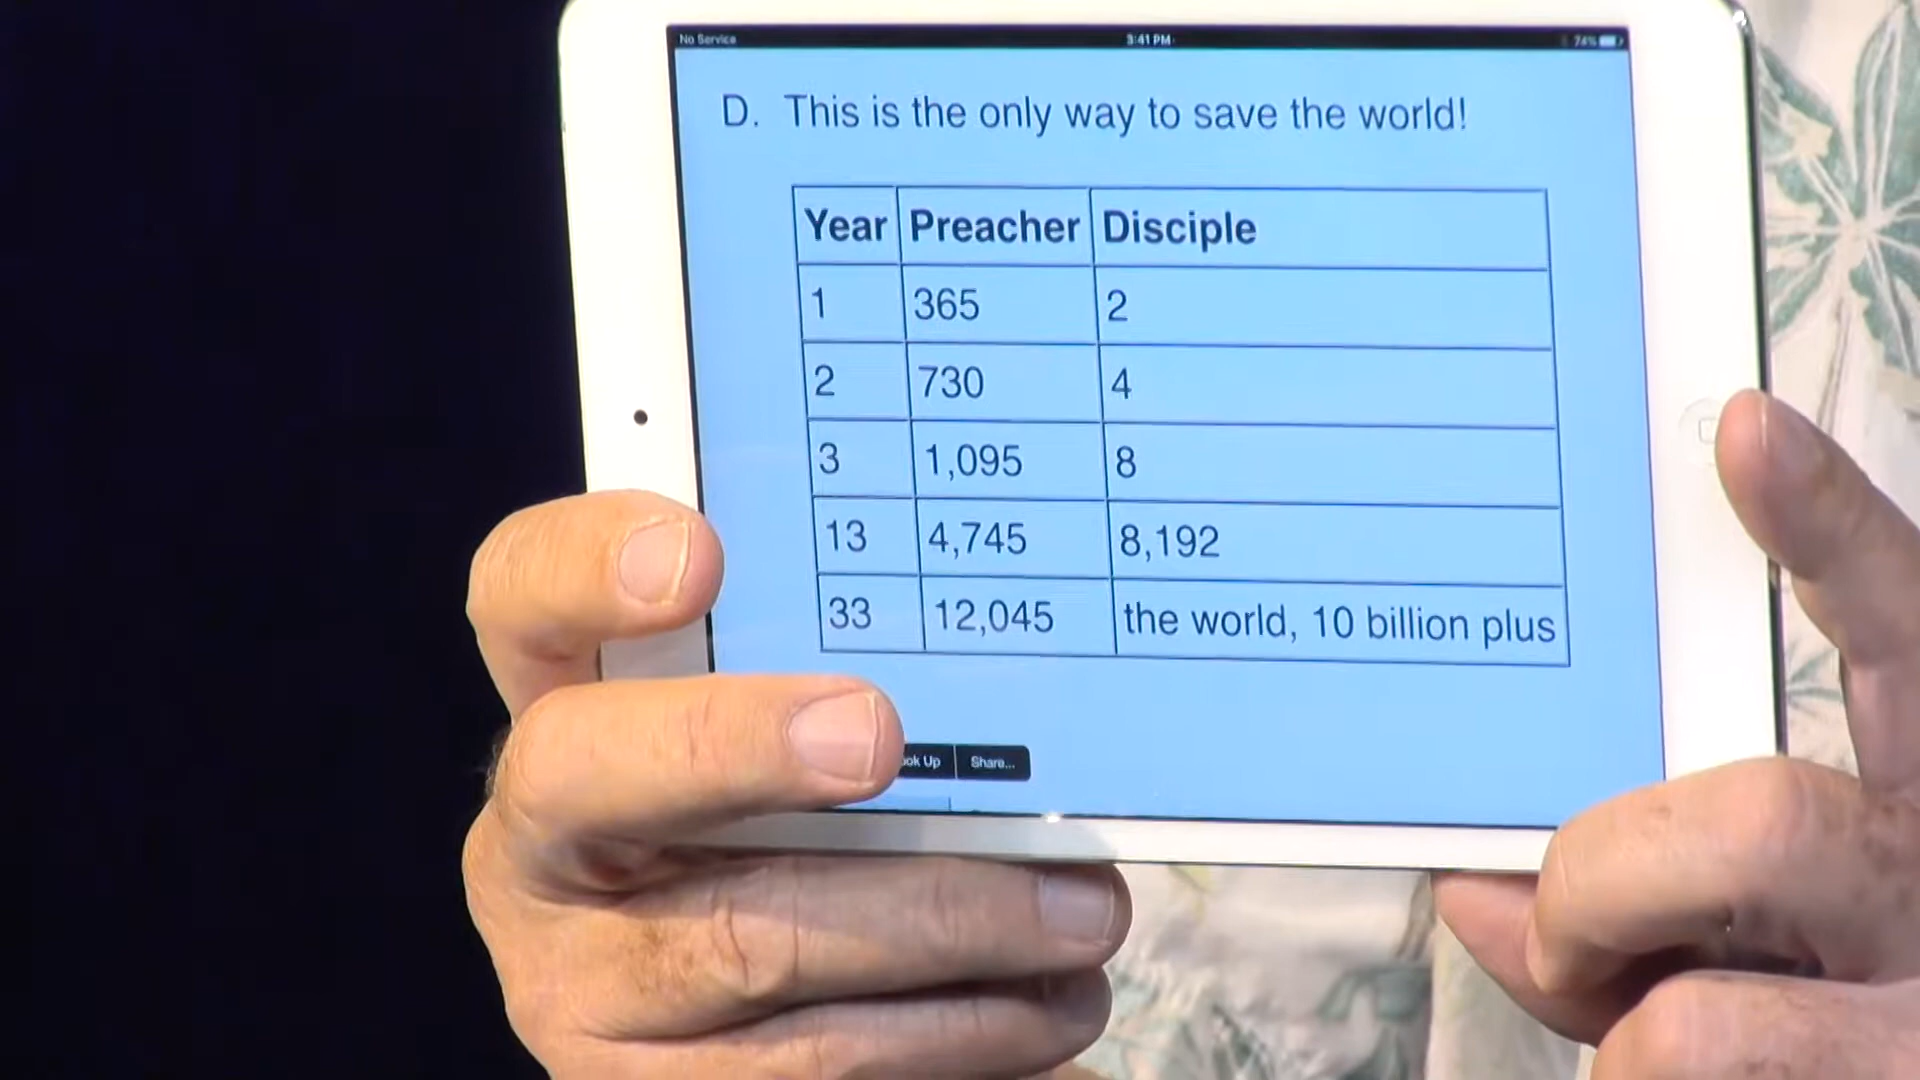 No Service 3:41 PM 74%
D. This is the only way to save the world!
Year Preacher Disciple
1 365 2
2 730 4
3 1,095 8
13 4,745 8,192
33 12,045 the world, 10 billion plus
Up Share...